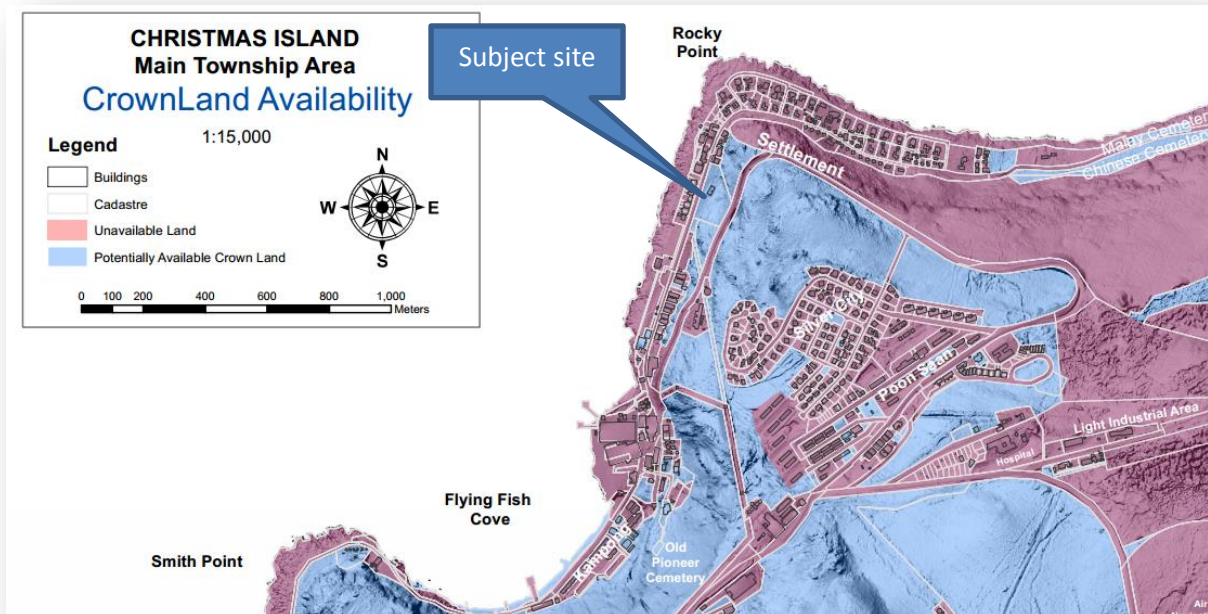 CHRISTMAS ISLAND
Main Township Area
CrownLand Availability
1:15,000
Legend
Buildings
Cadastre
Unavailable Land
Potentially Available Crown Land
N
W
E
S
0 100 200 400 600 800 1,000
Meters
Subject site
Rocky
Point
Settlement
Malay Cemeter
Chinese Cemetery
Silver City
Poon Saan
Light Industrial Area
Hospital
Flying Fish
Cove
Smith Point
Kampong
Old
Pioneer
Cemetery
Air